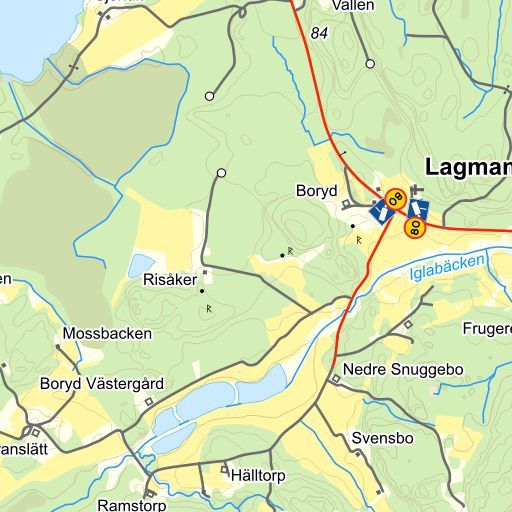 Vallen
84
Lagman
Boryd
80
80
R
R
Iglabäcken
Risåker
R
Mossbacken
Frugere
Nedre Snuggebo
Boryd Västergård
Svensbo
anslätt
Hälltorp
Ramstorp